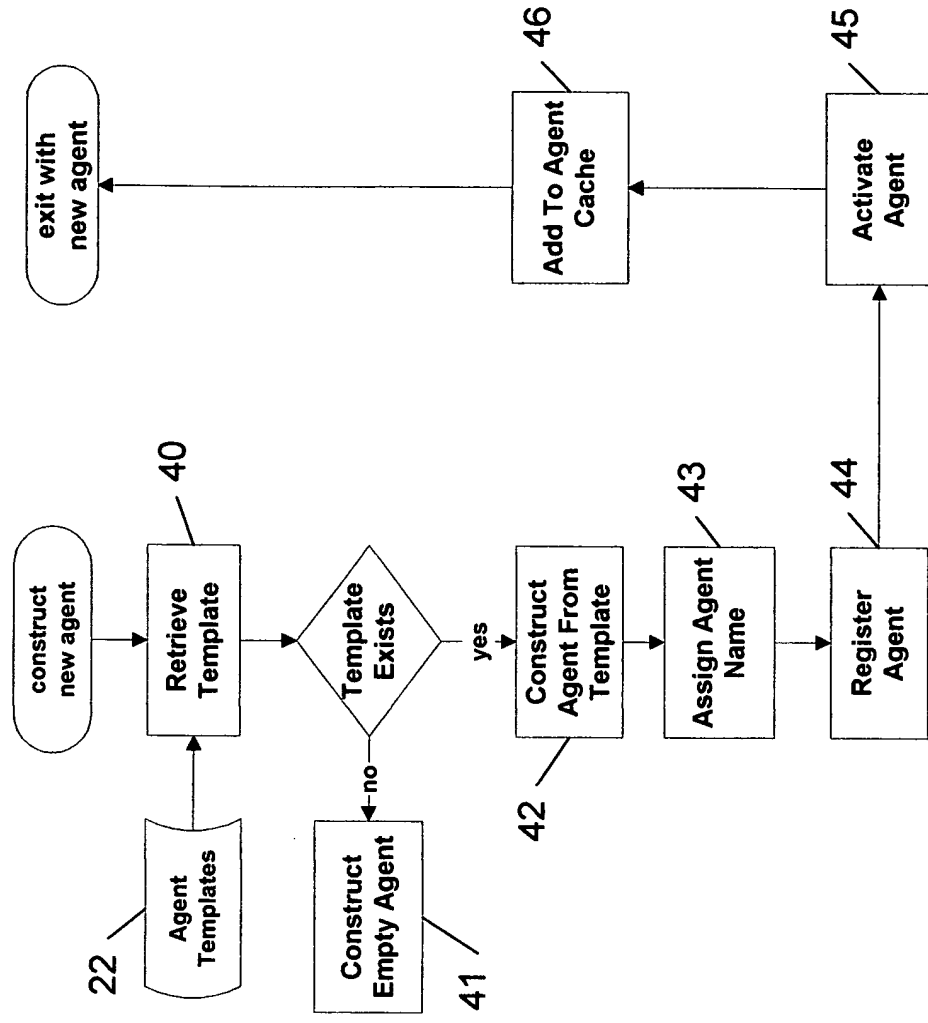 construct
new agent
22
Agent
Templates
Retrieve
Template
40
Template
Exists
no
yes
Construct
Empty Agent
41
Construct
Agent From
Template
42
Assign Agent
Name
43
Register
Agent
44
Activate
Agent
45
Add To Agent
Cache
46
exit with
new agent